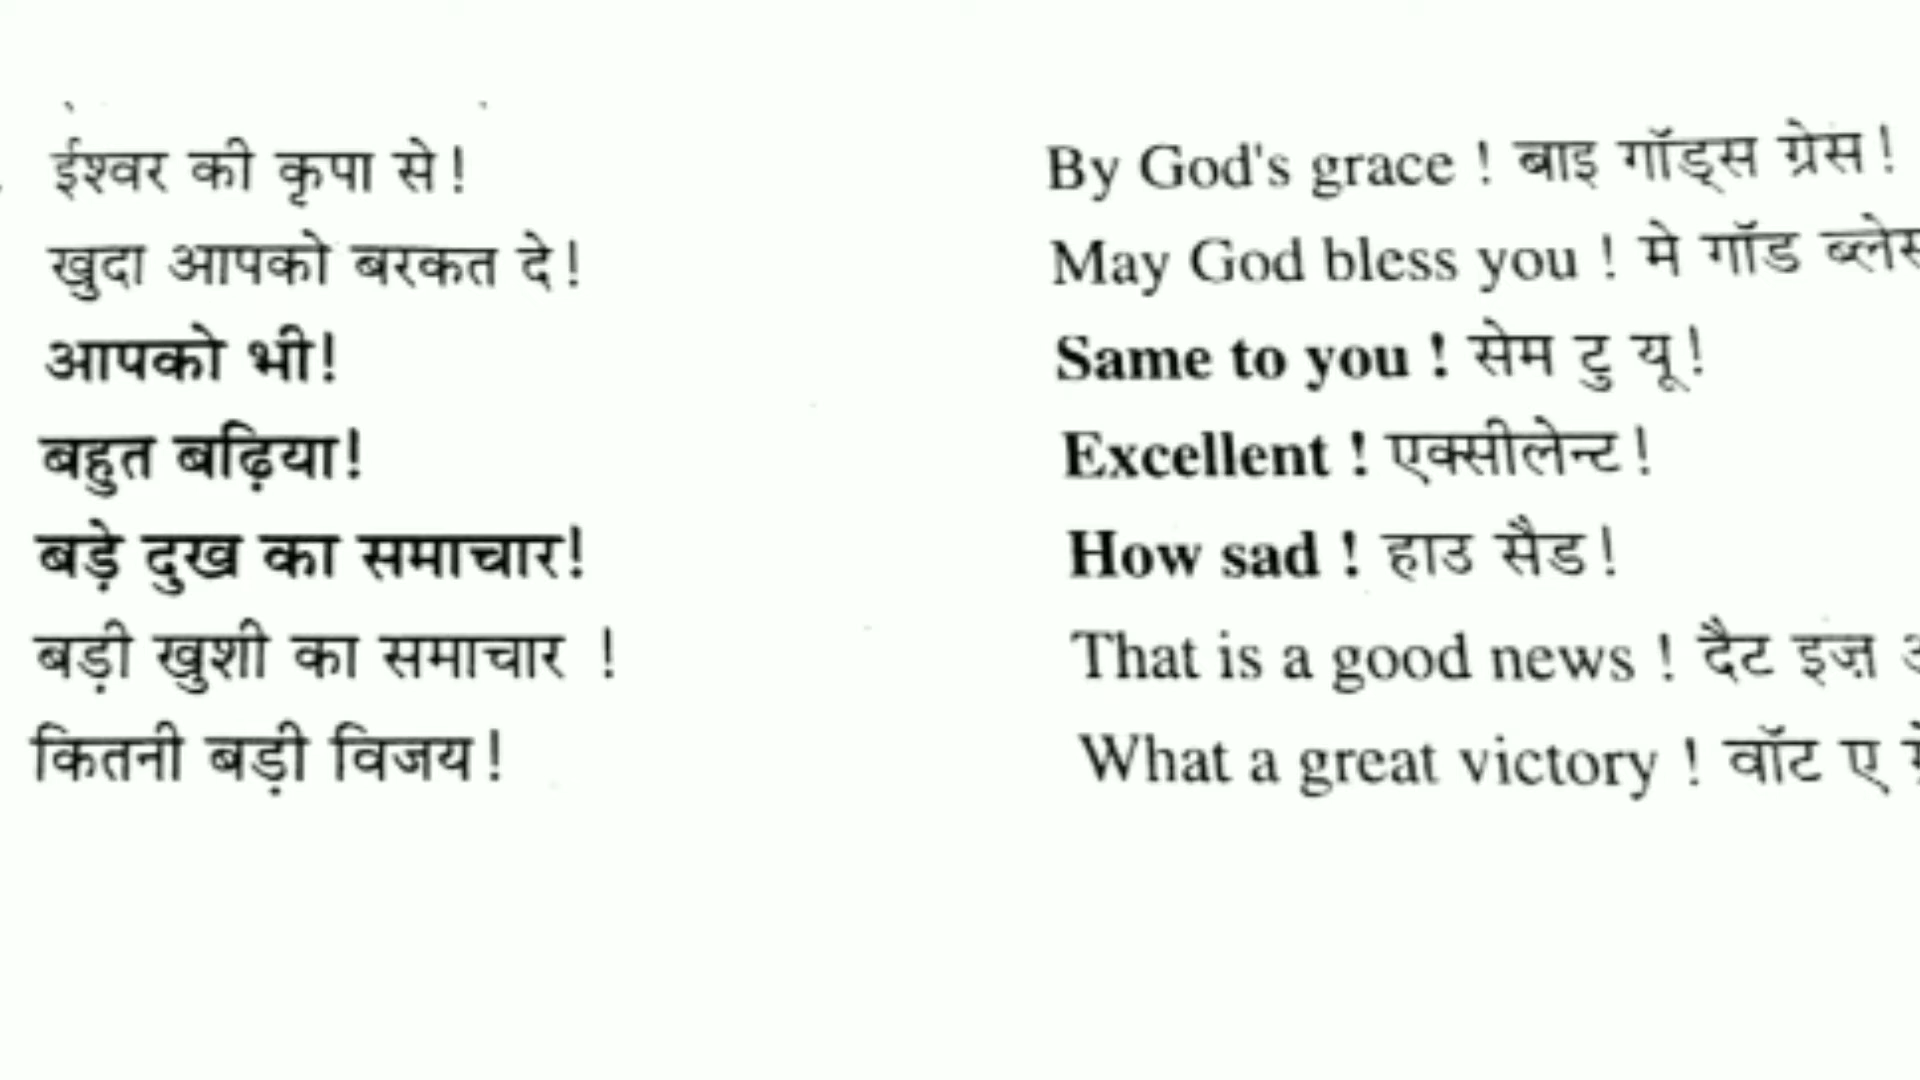 ईश्वर की कृपा से! By God's grace ! बाइ गॉड्स ग्रेस!
खुदा आपको बरकत दे! May God bless you ! मे गॉड
आपको भी! Same to you ! सेम टु यू!
बहुत बढ़िया! Excellent ! एक्सीलेन्ट!
बड़े दुख का समाचार! How sad ! हाउ सैड!
बड़ी खुशी का समाचार ! That is a good news ! दैट इज़
कितनी बड़ी विजय! What a great victory ! वॉट ए